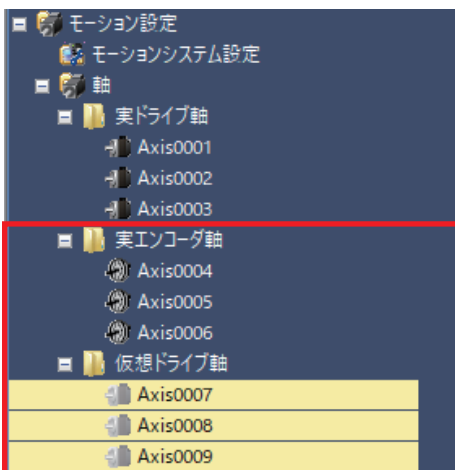 モーション設定
モーションシステム設定
軸
実ドライブ軸
Axis0001
Axis0002
Axis0003
実エンコーダ軸
Axis0004
Axis0005
Axis0006
仮想ドライブ軸
Axis0007
Axis0008
Axis0009